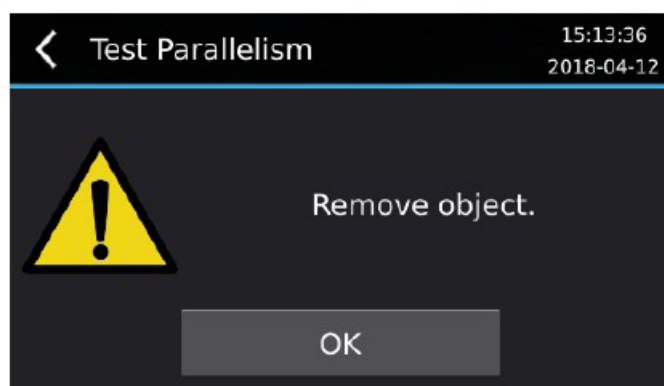 Test Parallelism
15:13:36
2018-04-12
Remove object.
OK